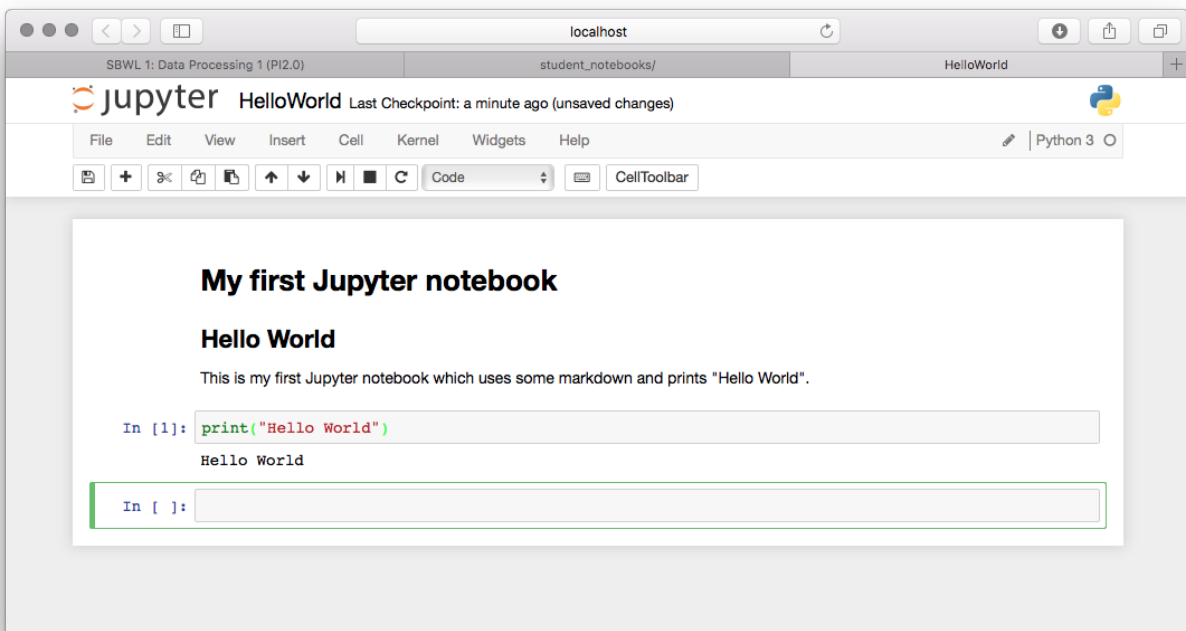 localhost
SBWL 1: Data Processing 1 (PI2.0) student_notebooks/ HelloWorld
jupyter HelloWorld Last Checkpoint: a minute ago (unsaved changes)
File Edit View Insert Cell Kernel Widgets Help Python 3
Code CellToolbar
My first Jupyter notebook
Hello World
This is my first Jupyter notebook which uses some markdown and prints "Hello World".
In [1]: print("Hello World")
Hello World
In [ ]: